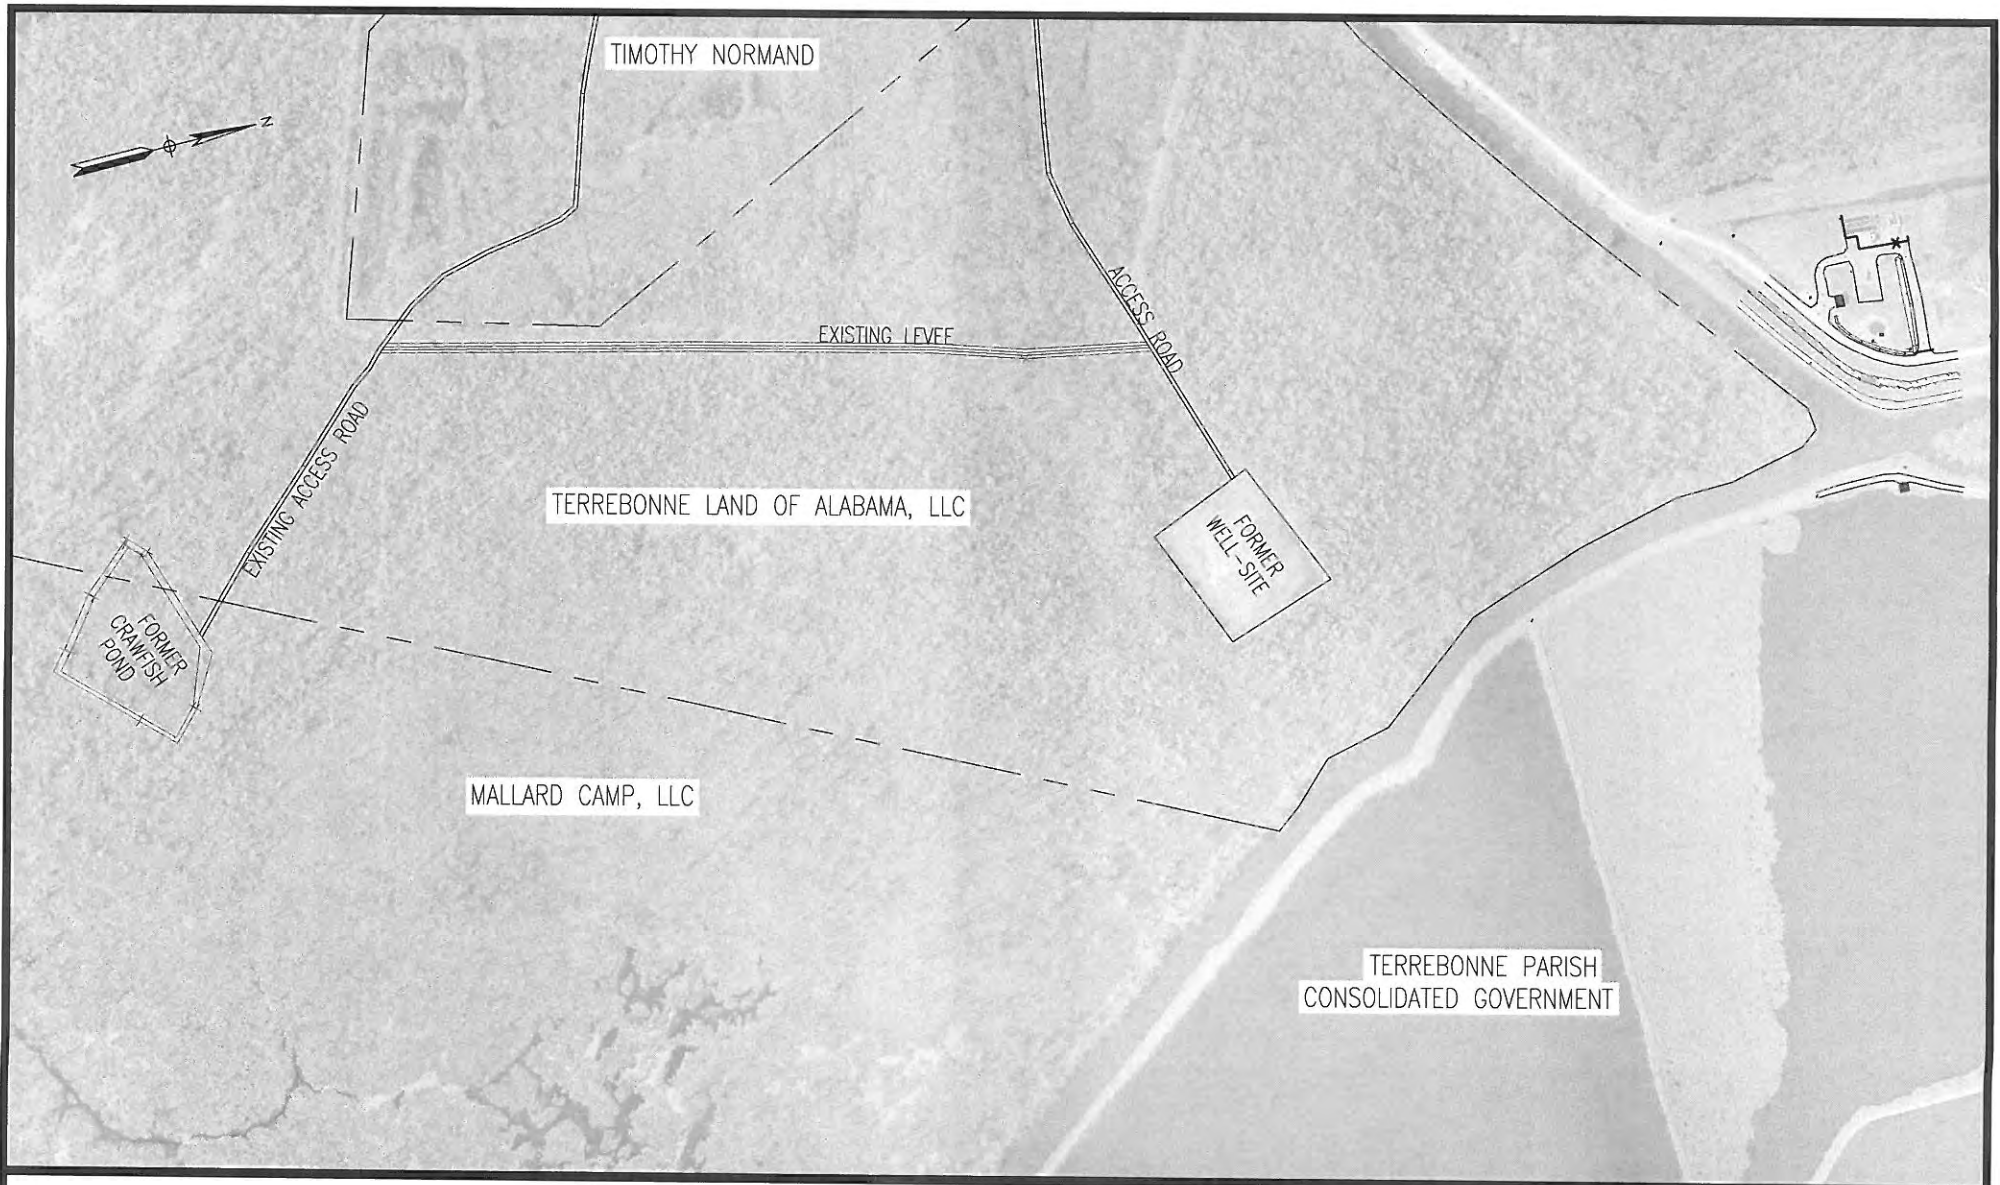 TIMOTHY NORMAND
N
ACCESS ROAD
EXISTING LEVEE
EXISTING ACCESS ROAD
TERREBONNE LAND OF ALABAMA, LLC
FORMER
WELL-SITE
FORMER
CRAWFISH
POND
MALLARD CAMP, LLC
TERREBONNE PARISH
CONSOLIDATED GOVERNMENT